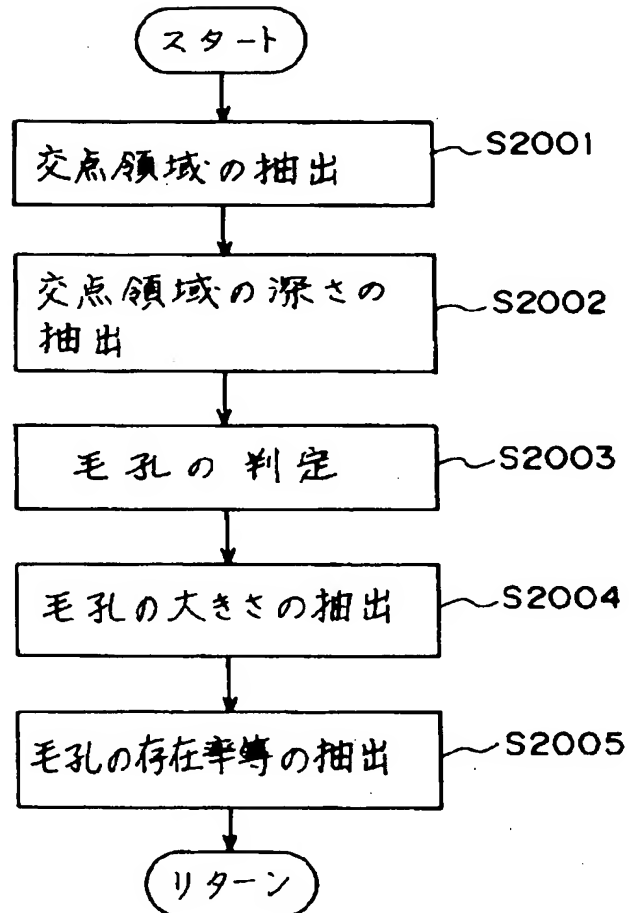 スタート
交点領域の抽出
S2001
交点領域の深さの
抽出
S2002
毛孔の判定
S2003
毛孔の大きさの抽出
S2004
毛孔の存在率等の抽出
S2005
リターン